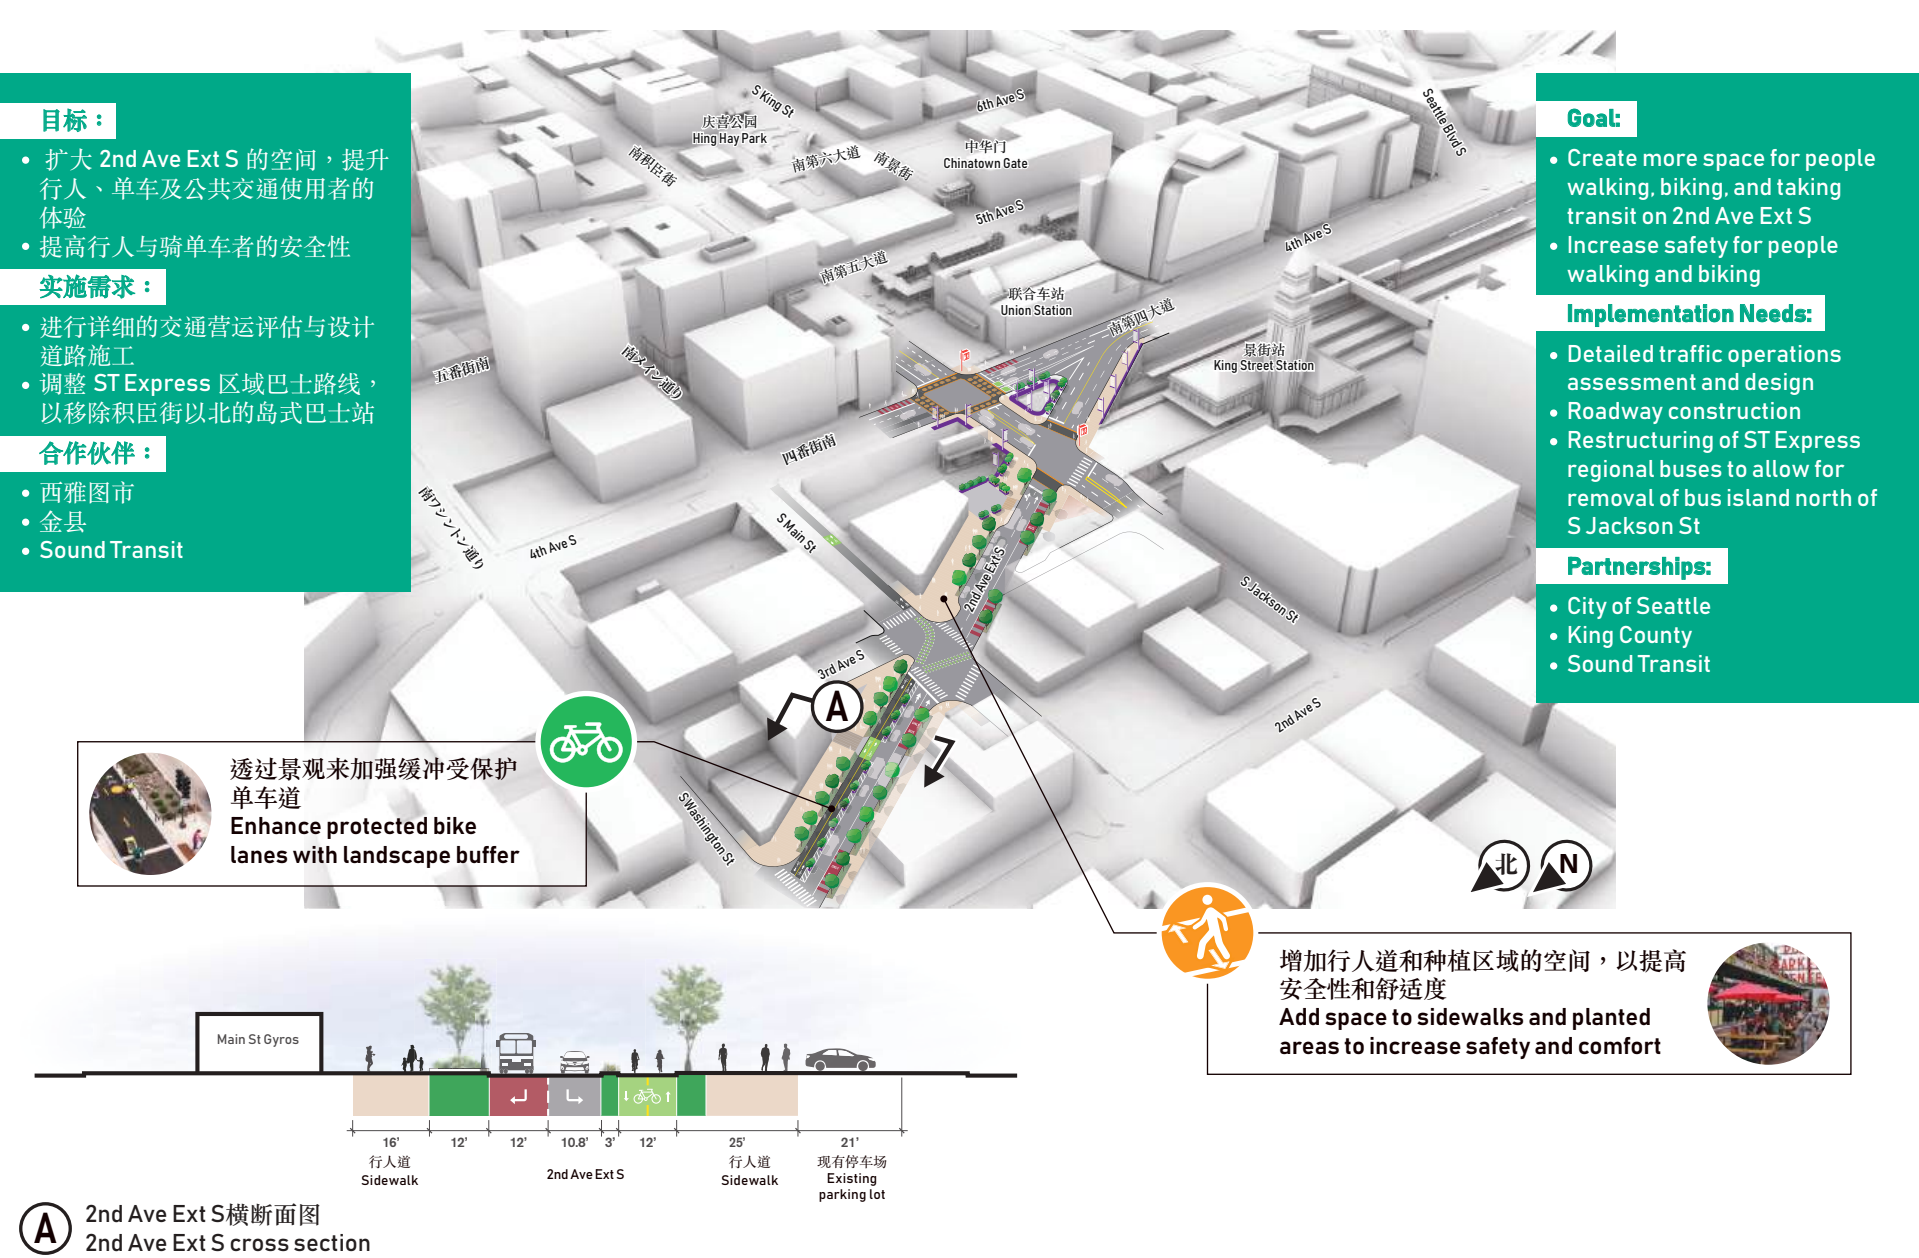 目标：
• 扩大 2nd Ave Ext S 的空间，提升
行人、单车及公共交通使用者的
体验
• 提高行人与骑单车者的安全性
实施需求：
• 进行详细的交通营运评估与设计
道路施工
• 调整 ST Express 区域巴士路线，
以移除积臣街以北的岛式巴士站
合作伙伴：
• 西雅图市
• 金县
• Sound Transit
S King St
6th Ave S
Seattle Blvd S
庆喜公园
Hing Hay Park
中华门
Chinatown Gate
南积臣街
南第六大道
南景街
5th Ave S
4th Ave S
南第五大道
联合车站
Union Station
南第四大道
景街站
King Street Station
五番街南
南メイン通り
四番街南
南ワシントン通り
4th Ave S
S Main St
2nd Ave Ext S
S Jackson St
3rd Ave S
2nd Ave S
S Washington St
A
北
N
Goal:
• Create more space for people
walking, biking, and taking
transit on 2nd Ave Ext S
• Increase safety for people
walking and biking
Implementation Needs:
• Detailed traffic operations
assessment and design
• Roadway construction
• Restructuring of ST Express
regional buses to allow for
removal of bus island north of
S Jackson St
Partnerships:
• City of Seattle
• King County
• Sound Transit
透过景观来加强缓冲受保护
单车道
Enhance protected bike
lanes with landscape buffer
增加行人道和种植区域的空间，以提高
安全性和舒适度
Add space to sidewalks and planted
areas to increase safety and comfort
Main St Gyros
16' 12' 12' 10.8' 3' 12' 25' 21'
行人道
Sidewalk
2nd Ave Ext S
行人道
Sidewalk
现有停车场
Existing
parking lot
A
2nd Ave Ext S横断面图
2nd Ave Ext S cross section